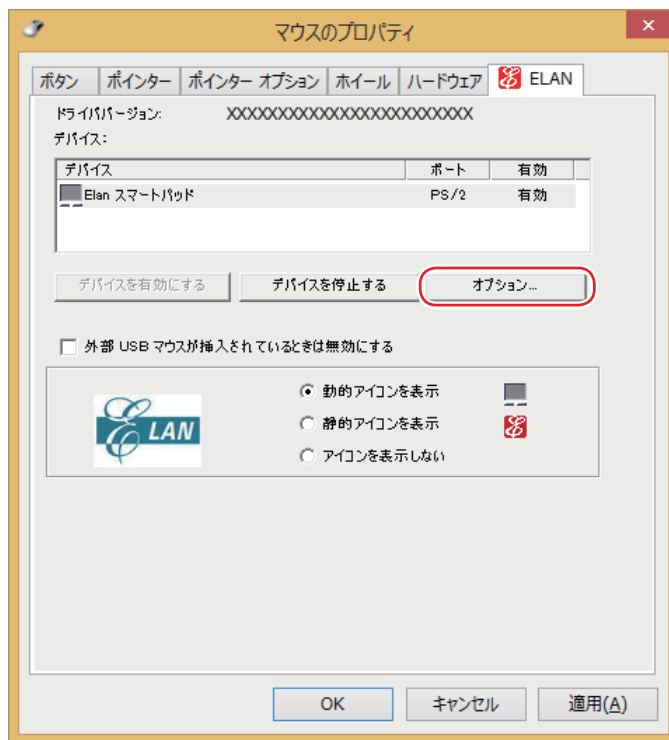 マウスのプロパティ
ボタン ポインター ポインター オプション ホイール ハードウェア ELAN
ドライババージョン: XXXXXXXXXXXXXXXXXXXXXXXX
デバイス:
デバイス ポート 有効
Elan スマートパッド PS/2 有効
デバイスを有効にする デバイスを停止する オプション...
外部 USB マウスが挿入されているときは無効にする
動的アイコンを表示
ELAN 静的アイコンを表示
アイコンを表示しない
OK キャンセル 適用(A)